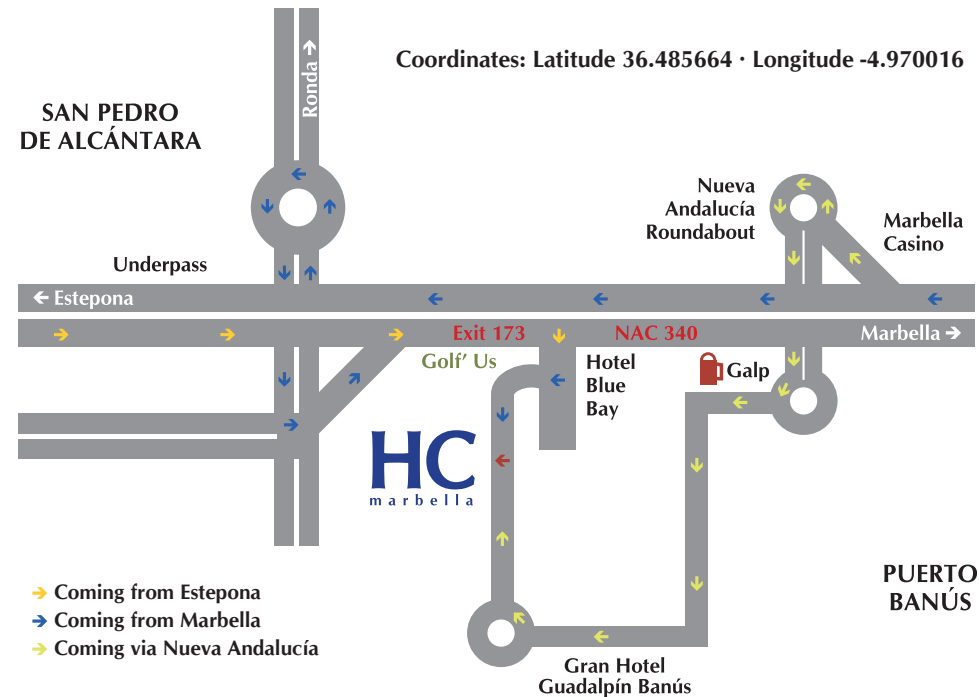 Coordinates: Latitude 36.485664 · Longitude -4.970016
Ronda →
SAN PEDRO
DE ALCÁNTARA
Nueva
Andalucía
Roundabout
Marbella
Casino
Underpass
← Estepona
Exit 173
NAC 340
Marbella →
Golf' Us
Hotel
Blue
Bay
Galp
HC
marbella
PUERTO
BANÚS
→ Coming from Estepona
→ Coming from Marbella
→ Coming via Nueva Andalucía
Gran Hotel
Guadalpín Banús